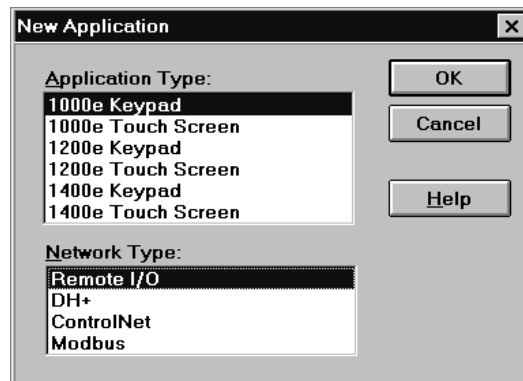 New Application
Application Type:
1000e Keypad
1000e Touch Screen
1200e Keypad
1200e Touch Screen
1400e Keypad
1400e Touch Screen
OK
Cancel
Help
Network Type:
Remote I/O
DH+
ControlNet
Modbus